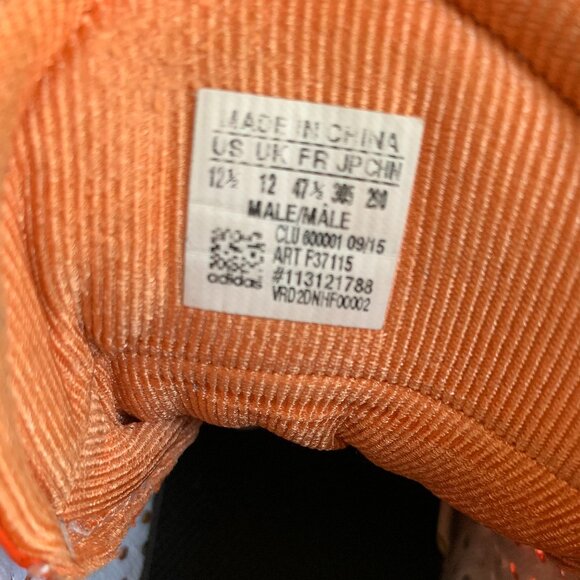 MADE IN CHINA
US UK FR JP CHN
12½ 12 47⅓ 305 290
MALE/MÂLE
CLU 600001 09/15
ART F37115
#113121788
adidas VRD2DNHF00002